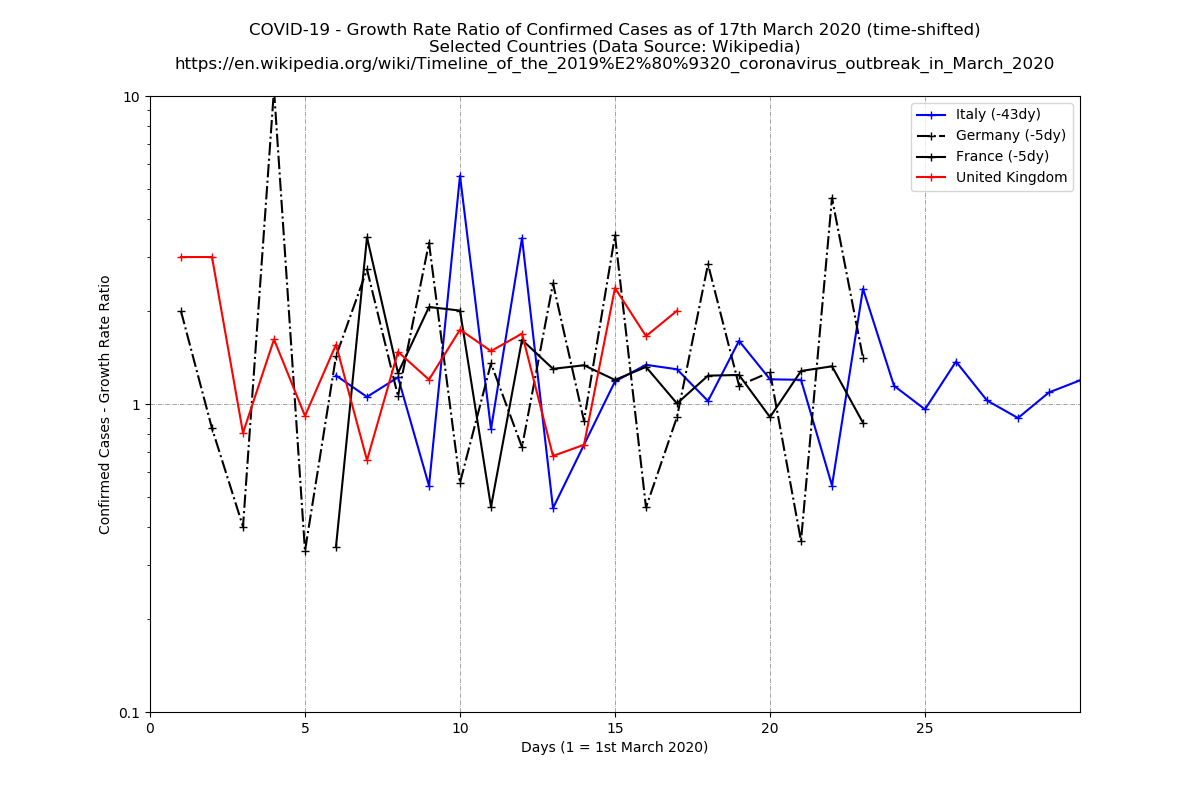 COVID-19 - Growth Rate Ratio of Confirmed Cases as of 17th March 2020 (time-shifted)
Selected Countries (Data Source: Wikipedia)
https://en.wikipedia.org/wiki/Timeline_of_the_2019%E2%80%9320_coronavirus_outbreak_in_March_2020
Italy (-43dy)
Germany (-5dy)
France (-5dy)
United Kingdom
Confirmed Cases - Growth Rate Ratio
10
1
0.1
0 5 10 15 20 25
Days (1 = 1st March 2020)